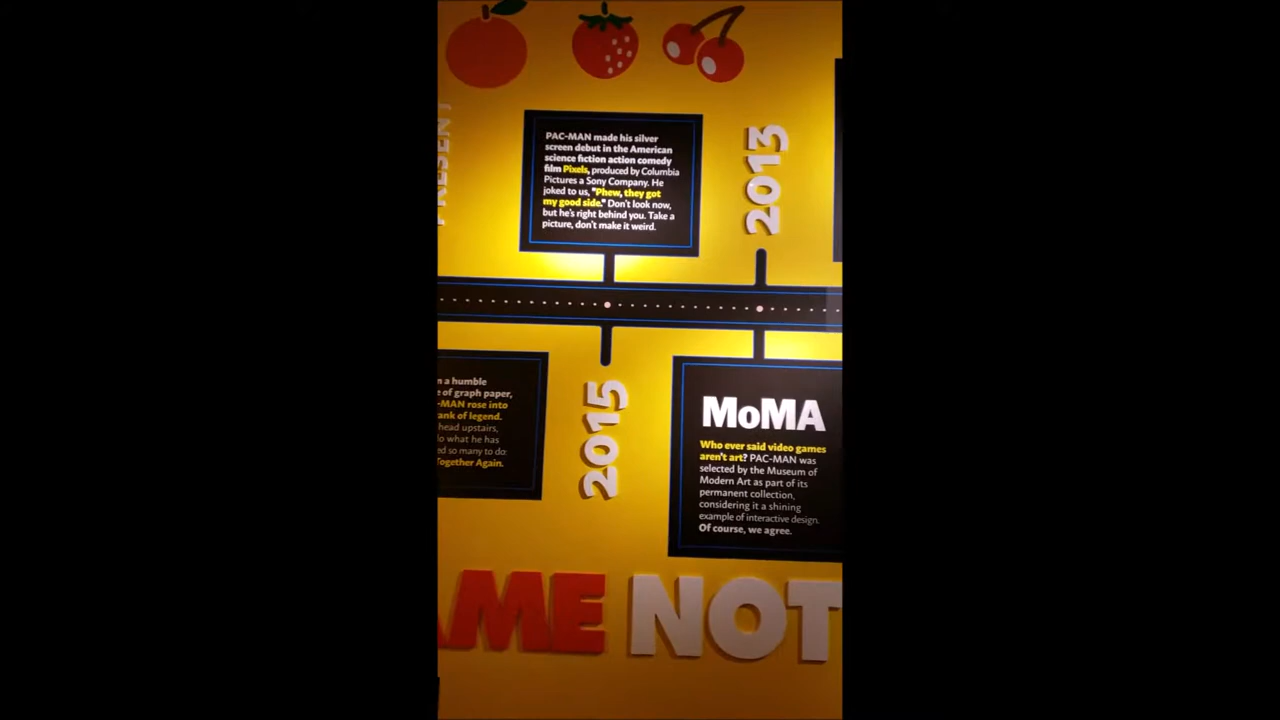 PRESENT
PAC-MAN made his silver
screen debut in the American
science fiction action comedy
film Pixels, produced by Columbia
Pictures a Sony Company. He
joked to us, "Phew, they got
my good side." Don't look now,
but he's right behind you. Take a
picture, don't make it weird.
2013
n a humble
e of graph paper,
-MAN rose into
ank of legend.
head upstairs,
lo what he has
ed so many to do:
Together Again.
2015
MoMA
Who ever said video games
aren't art? PAC-MAN was
selected by the Museum of
Modern Art as part of its
permanent collection,
considering it a shining
example of interactive design.
Of course, we agree.
AME NOT